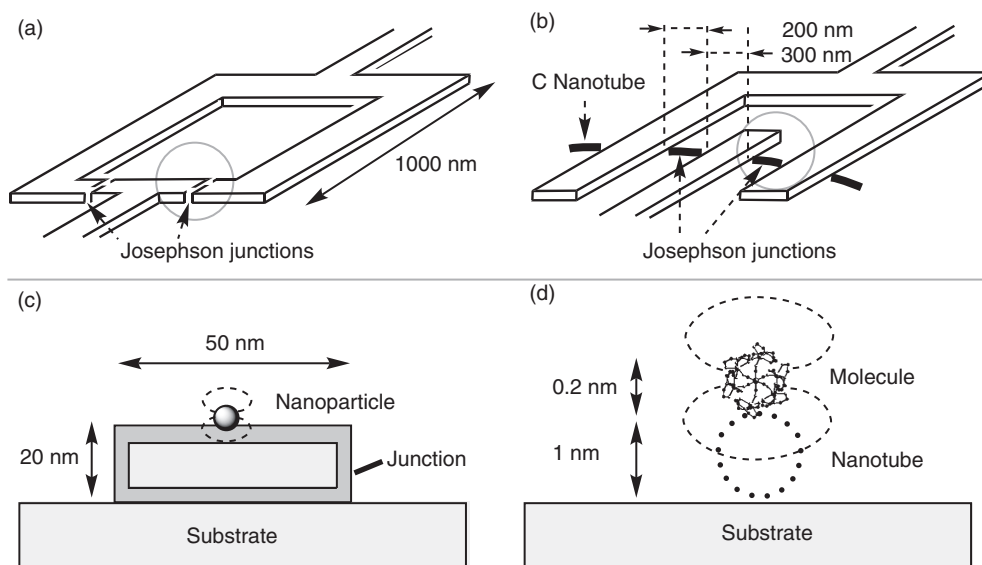 (a)
1000 nm
Josephson junctions
(b)
200 nm
300 nm
C Nanotube
Josephson junctions
(c)
50 nm
Nanoparticle
20 nm
Junction
Substrate
(d)
0.2 nm
Molecule
1 nm
Nanotube
Substrate